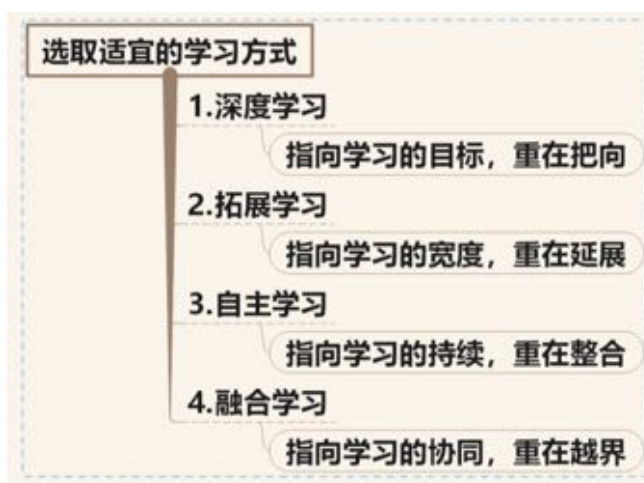 选取适宜的学习方式
1.深度学习
指向学习的目标，重在把向
2.拓展学习
指向学习的宽度，重在延展
3.自主学习
指向学习的持续，重在整合
4.融合学习
指向学习的协同，重在越界